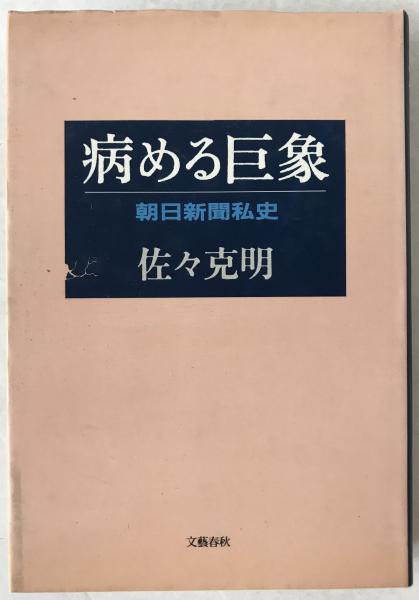 病める巨象
朝日新聞私史
佐々克明
文藝春秋